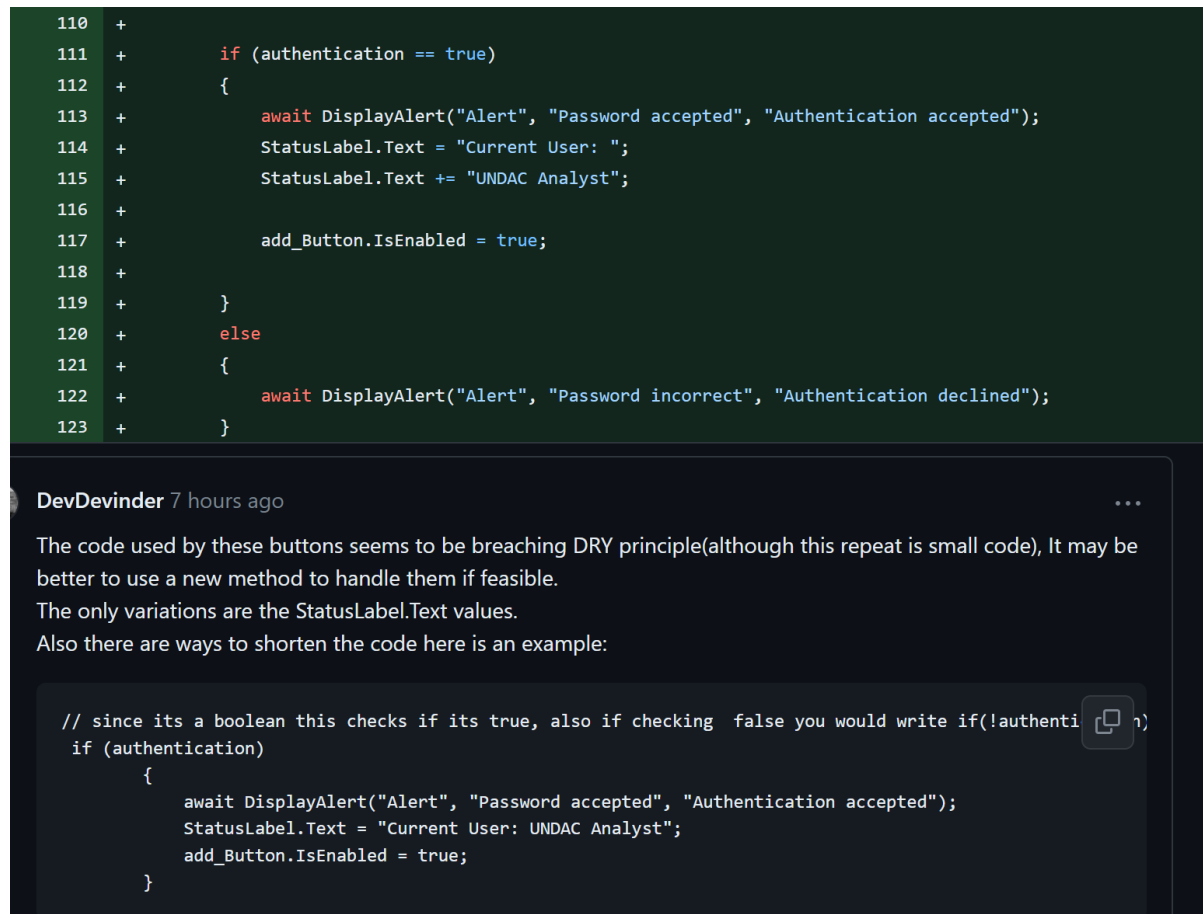 110 +
111 + if (authentication == true)
112 + {
113 + await DisplayAlert("Alert", "Password accepted", "Authentication accepted");
114 + StatusLabel.Text = "Current User: ";
115 + StatusLabel.Text += "UNDAC Analyst";
116 +
117 + add_Button.IsEnabled = true;
118 +
119 + }
120 + else
121 + {
122 + await DisplayAlert("Alert", "Password incorrect", "Authentication declined");
123 + }
DevDevinder 7 hours ago
The code used by these buttons seems to be breaching DRY principle(although this repeat is small code), It may be
better to use a new method to handle them if feasible.
The only variations are the StatusLabel.Text values.
Also there are ways to shorten the code here is an example:
// since its a boolean this checks if its true, also if checking  false you would write
if (authentication)
{
await DisplayAlert("Alert", "Password accepted", "Authentication accepted");
StatusLabel.Text = "Current User: UNDAC Analyst";
add_Button.IsEnabled = true;
}